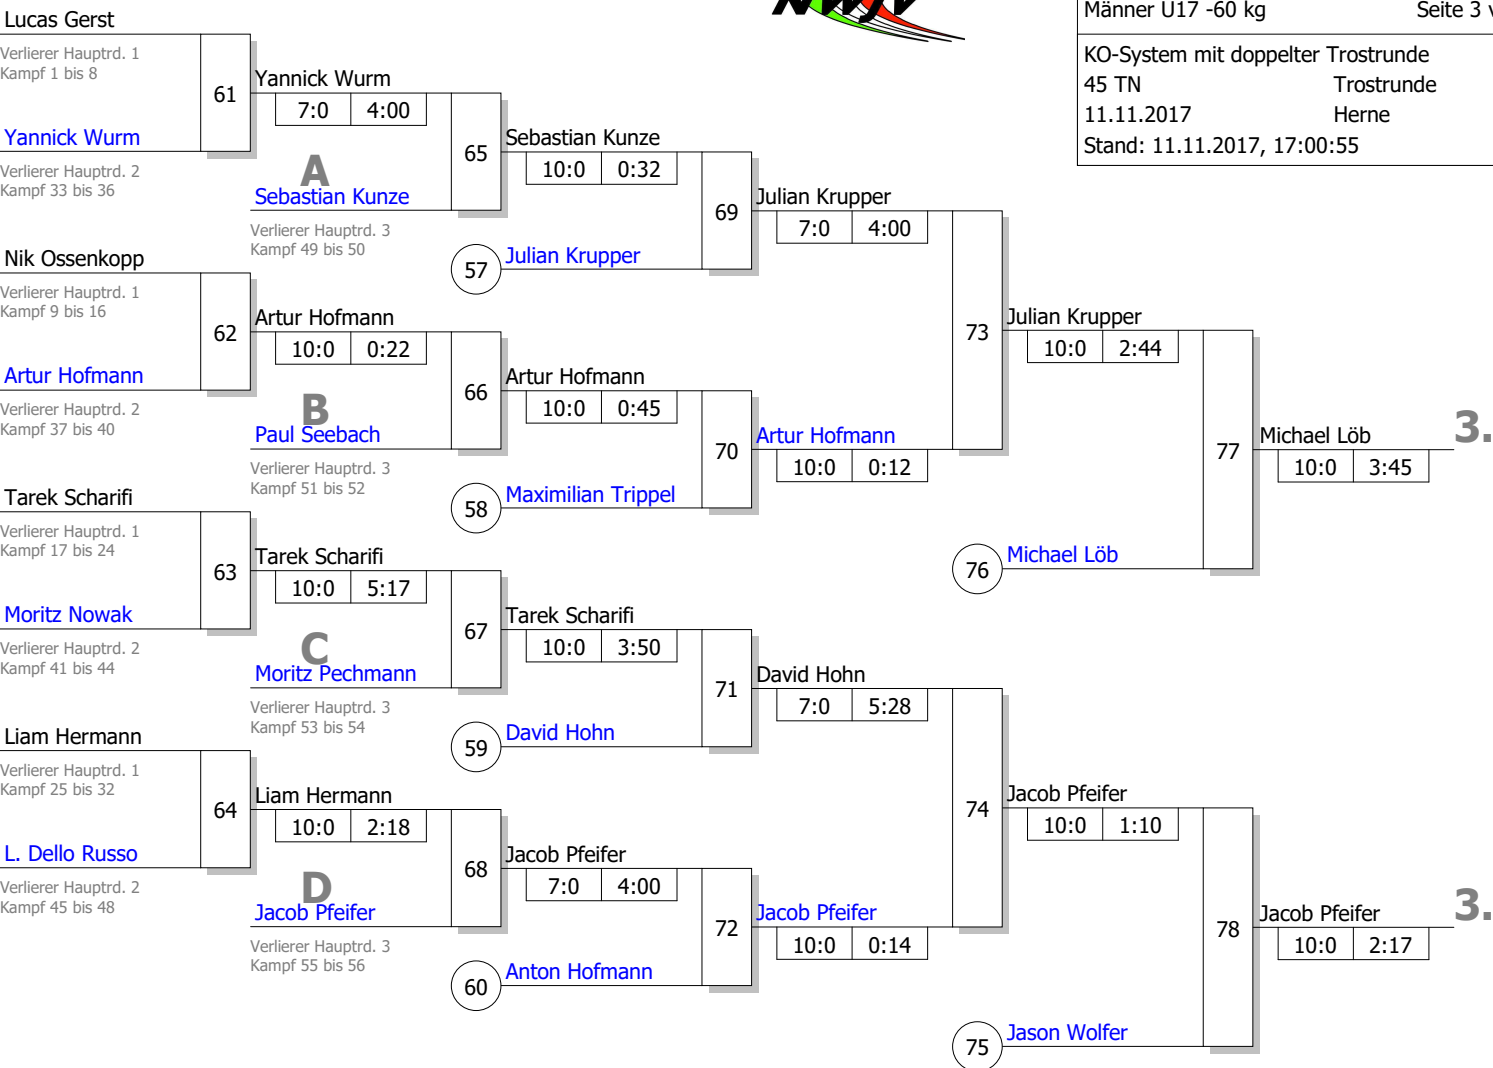 Männer U17 -60 kg Seite 3 v
KO-System mit doppelter Trostrunde
45 TN Trostrunde
11.11.2017 Herne
Stand: 11.11.2017, 17:00:55
Lucas Gerst
Verlierer Hauptrd. 1
Kampf 1 bis 8
61
Yannick Wurm
Verlierer Hauptrd. 2
Kampf 33 bis 36
Nik Ossenkopp
Verlierer Hauptrd. 1
Kampf 9 bis 16
62
Artur Hofmann
Verlierer Hauptrd. 2
Kampf 37 bis 40
Tarek Scharifi
Verlierer Hauptrd. 1
Kampf 17 bis 24
63
Moritz Nowak
Verlierer Hauptrd. 2
Kampf 41 bis 44
Liam Hermann
Verlierer Hauptrd. 1
Kampf 25 bis 32
64
L. Dello Russo
Verlierer Hauptrd. 2
Kampf 45 bis 48
Yannick Wurm
7:0 4:00
65
A
Sebastian Kunze
Verlierer Hauptrd. 3
Kampf 49 bis 50
Artur Hofmann
10:0 0:22
66
B
Paul Seebach
Verlierer Hauptrd. 3
Kampf 51 bis 52
Tarek Scharifi
10:0 5:17
67
C
Moritz Pechmann
Verlierer Hauptrd. 3
Kampf 53 bis 54
Liam Hermann
10:0 2:18
68
D
Jacob Pfeifer
Verlierer Hauptrd. 3
Kampf 55 bis 56
Sebastian Kunze
10:0 0:32
69
57 Julian Krupper
Artur Hofmann
10:0 0:45
70
58 Maximilian Trippel
Tarek Scharifi
10:0 3:50
71
59 David Hohn
Jacob Pfeifer
7:0 4:00
72
60 Anton Hofmann
Julian Krupper
7:0 4:00
73
Artur Hofmann
10:0 0:12
David Hohn
7:0 5:28
74
Jacob Pfeifer
10:0 0:14
Julian Krupper
10:0 2:44
77
76 Michael Löb
Jacob Pfeifer
10:0 1:10
78
75 Jason Wolfer
Michael Löb 3.
10:0 3:45
Jacob Pfeifer 3.
10:0 2:17